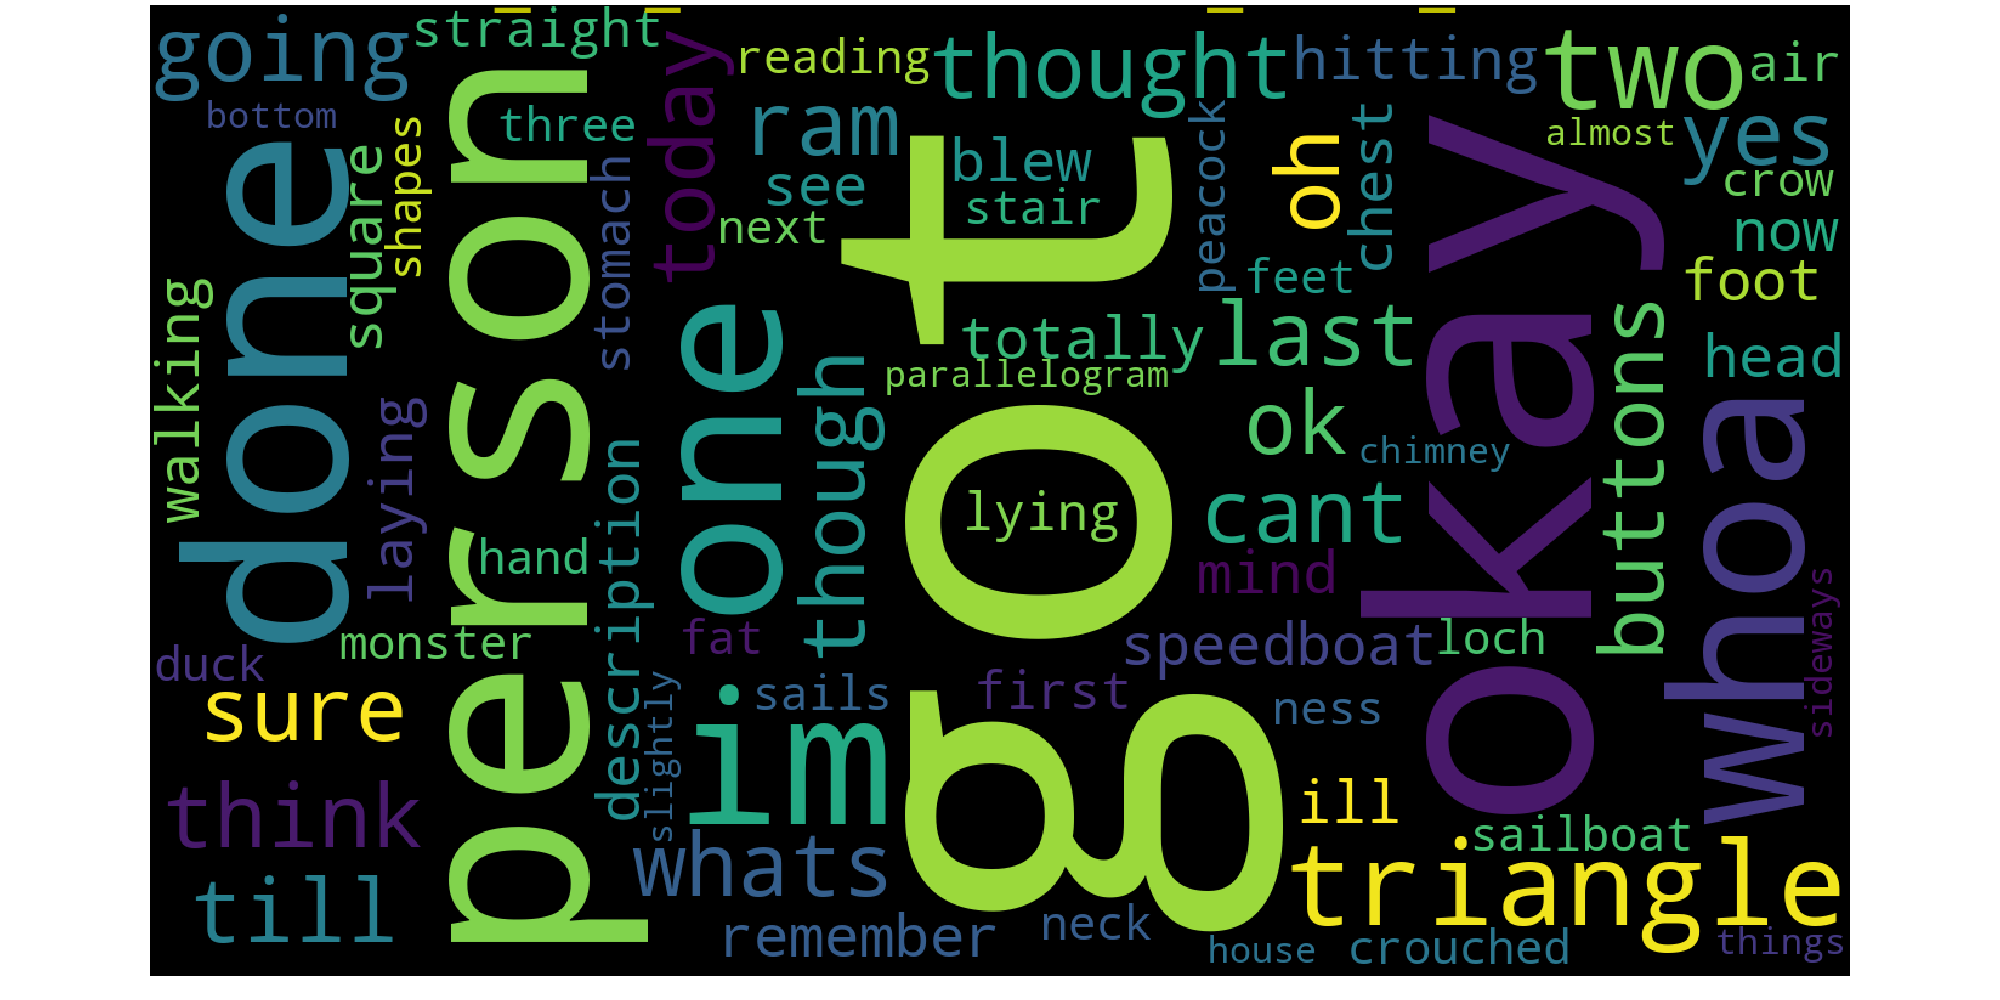 going
straight
reading
thought
hitting
two
air
bottom
three
today
ram
blew
peacock
oh
chest
almost
yes
done
square
shapes
person
stomach
see
next
stair
got
okay
crow
now
feet
foot
walking
laying
one
though
totally
last
parallelogram
buttons
head
ok
chimney
whoa
hand
description
lying
cant
mind
sideways
duck
monster
fat
speedboat
loch
sure
slightly
im
sails
first
ness
think
whats
ill
sailboat
triangle
till
remember
neck
house
crouched
things